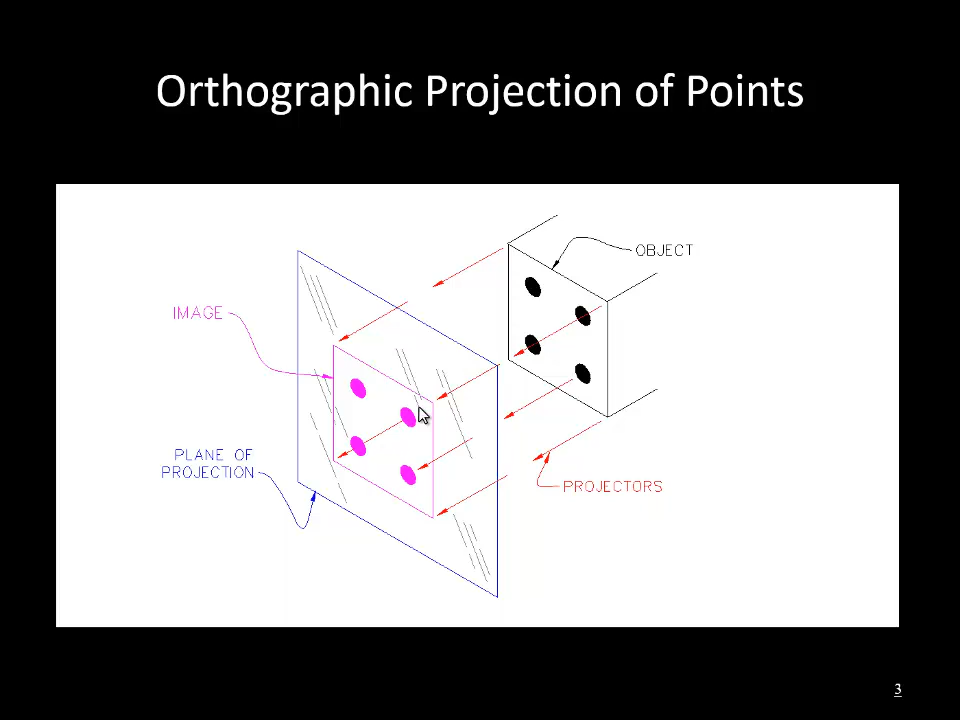 Orthographic Projection of Points
OBJECT
IMAGE
PLANE OF
PROJECTION
PROJECTORS
3